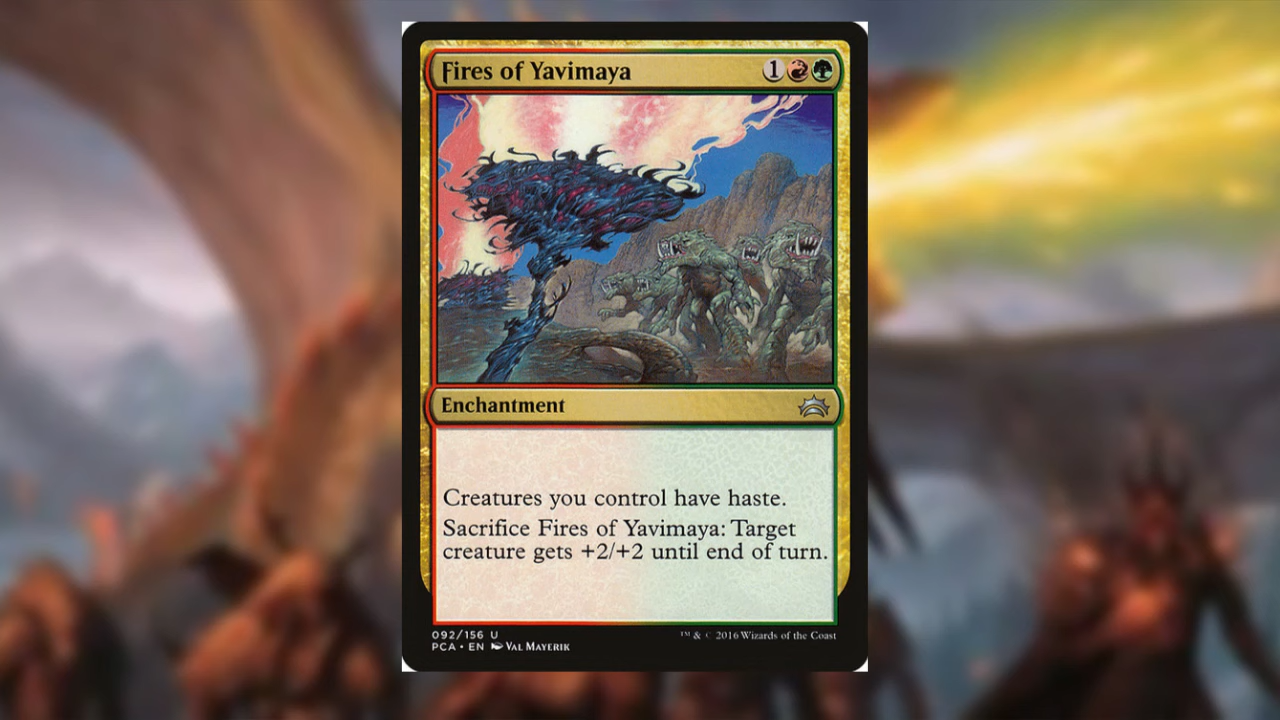 Fires of Yavimaya 1
Enchantment
Creatures you control have haste.
Sacrifice Fires of Yavimaya: Target
creature gets +2/+2 until end of turn.
092/156 U
PCA • EN Val Mayerik
™ & © 2016 Wizards of the Coast